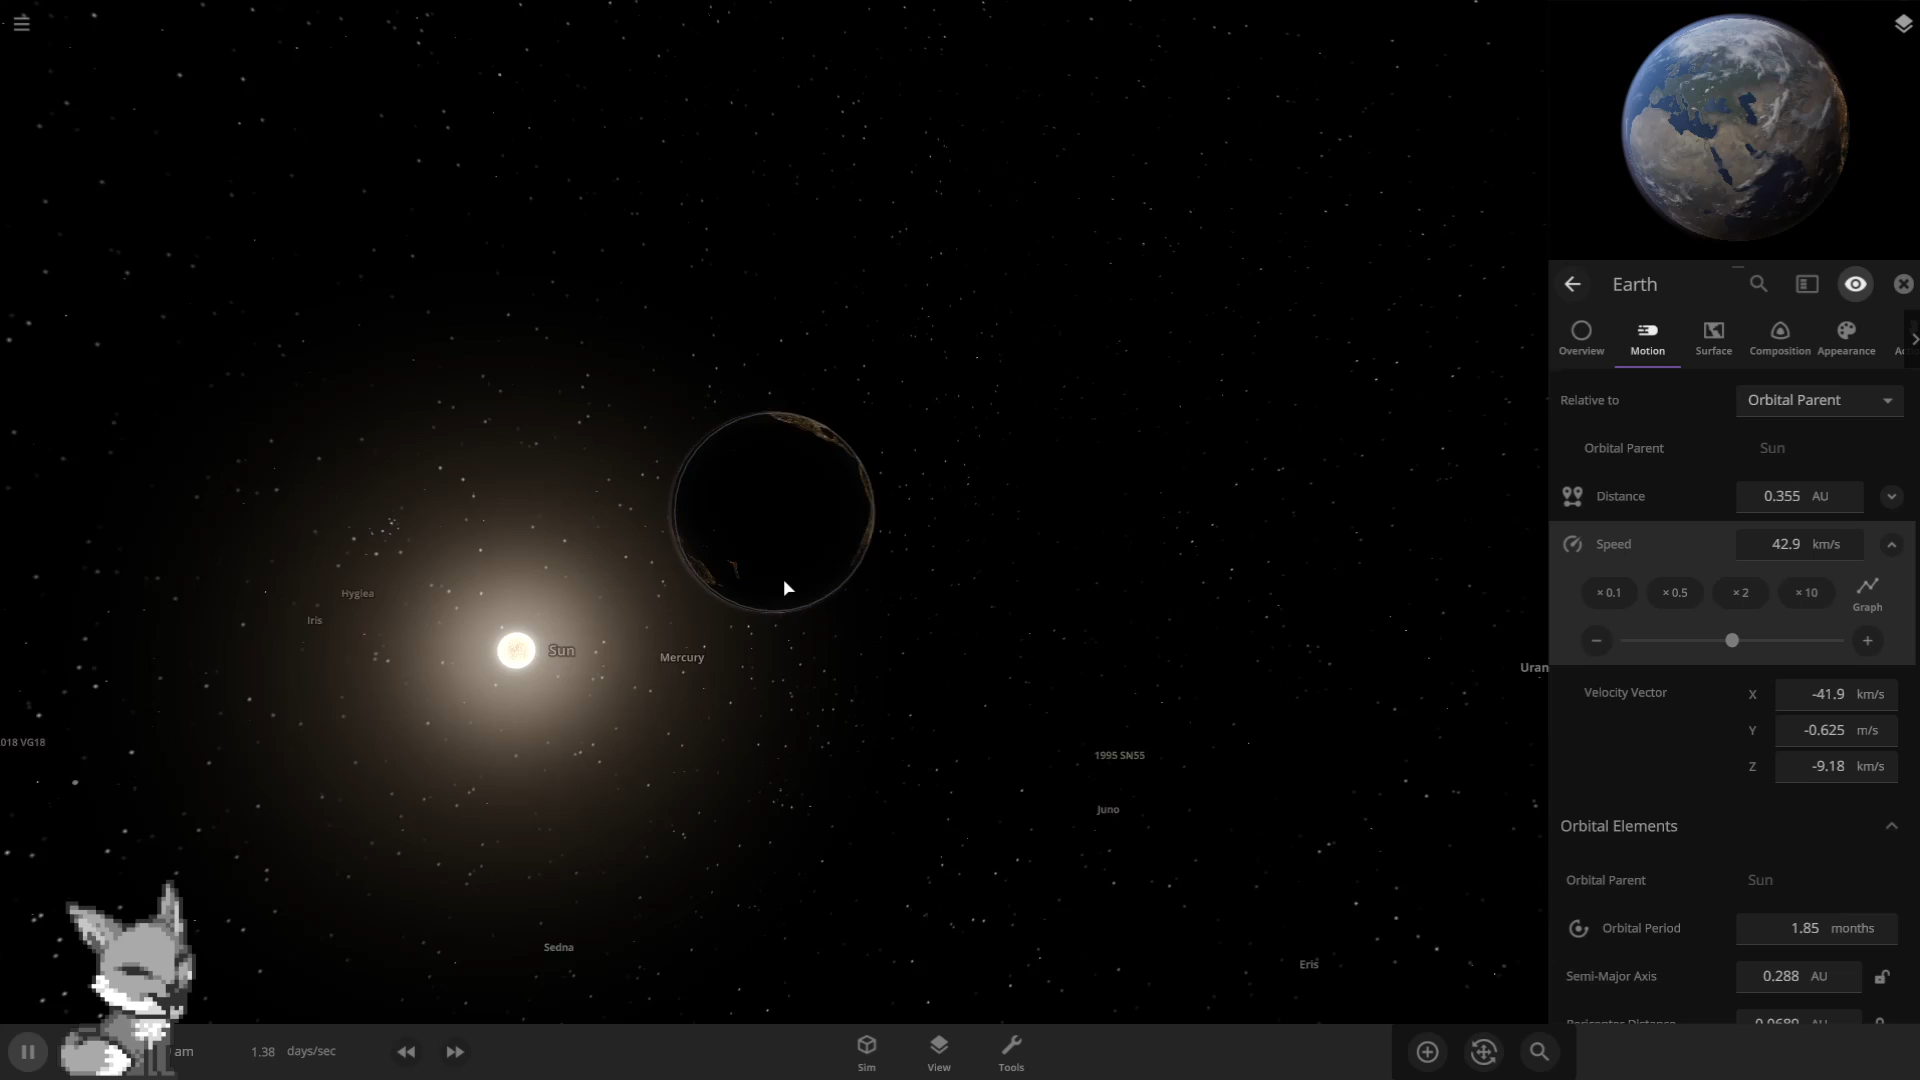 Earth
Overview
Motion
Surface
Composition
Appearance
Relative to
Orbital Parent
Orbital Parent
Sun
Distance
0.355 AU
Speed
42.9 km/s
× 0.1
× 0.5
× 2
× 10
Graph
Velocity Vector
X
-41.9 km/s
Y
-0.625 m/s
Z
-9.18 km/s
Orbital Elements
Orbital Parent
Sun
Orbital Period
1.85 months
Semi-Major Axis
0.288 AU
Hygiea
Iris
Sun
Mercury
Uran
018 VG18
1995 SN55
Juno
Sedna
Eris
am
1.38 days/sec
Sim
View
Tools